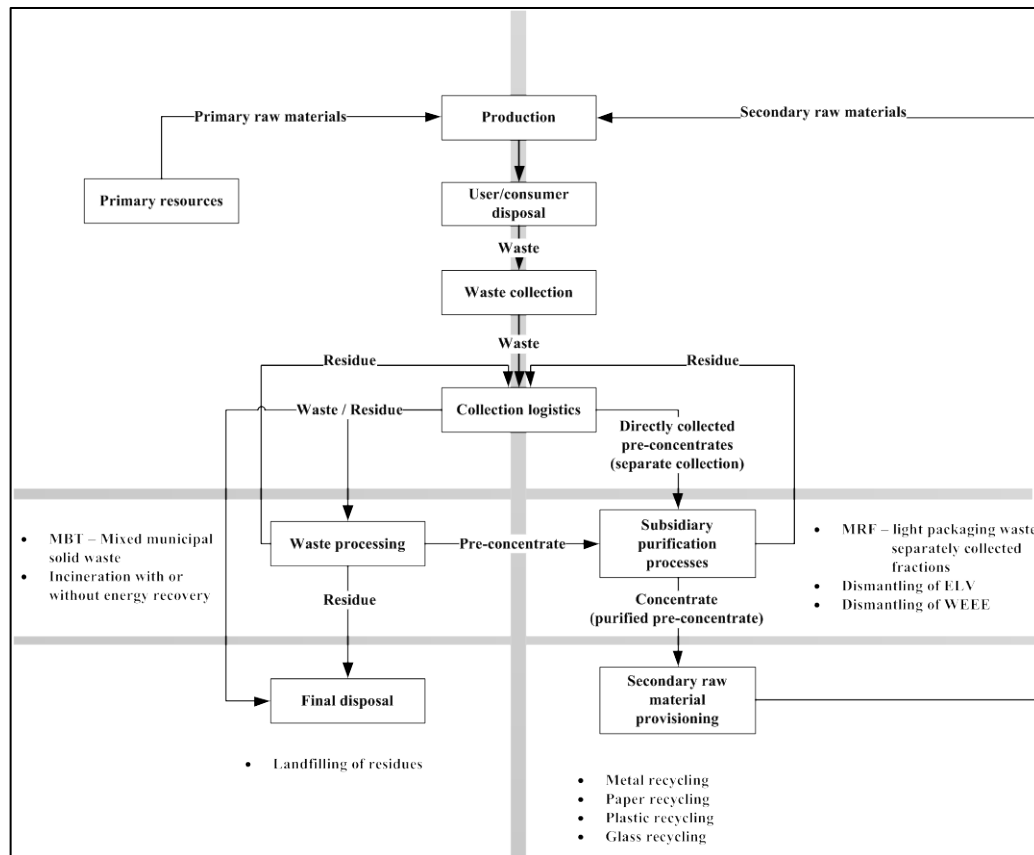 Primary raw materials
Production
Secondary raw materials
Primary resources
User/consumer
disposal
Waste
Waste collection
Waste
Residue
Residue
Waste / Residue
Collection logistics
Directly collected
pre-concentrates
(separate collection)
• MBT – Mixed municipal
solid waste
• Incineration with or
without energy recovery
Waste processing
Pre-concentrate
Subsidiary
purification
processes
• MRF – light packaging waste
separately collected
fractions
• Dismantling of ELV
• Dismantling of WEEE
Residue
Concentrate
(purified pre-concentrate)
Final disposal
Secondary raw
material
provisioning
• Landfilling of residues
• Metal recycling
• Paper recycling
• Plastic recycling
• Glass recycling